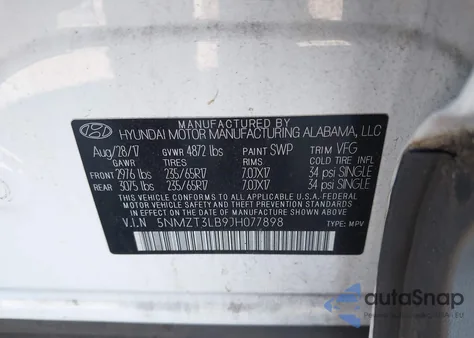 MANUFACTURED BY
HYUNDAI MOTOR MANUFACTURING ALABAMA, LLC
Aug/28/17 GVWR 4872 lbs PAINT SWP TRIM VFG
GAWR TIRES RIMS COLD TIRE INFL
FRONT 2976 lbs 235/65R17 7.0JX17 34 psi SINGLE
REAR 3075 lbs 235/65R17 7.0JX17 34 psi SINGLE
THIS VEHICLE CONFORMS TO ALL APPLICABLE U.S.A. FEDERAL
MOTOR VEHICLE SAFETY AND THEFT PREVENTION STANDARDS IN
EFFECT ON THE DATE OF MANUFACTURE SHOWN ABOVE.
V.I.N 5NMZT3LB9JH077898 TYPE: MPV
autoSnap